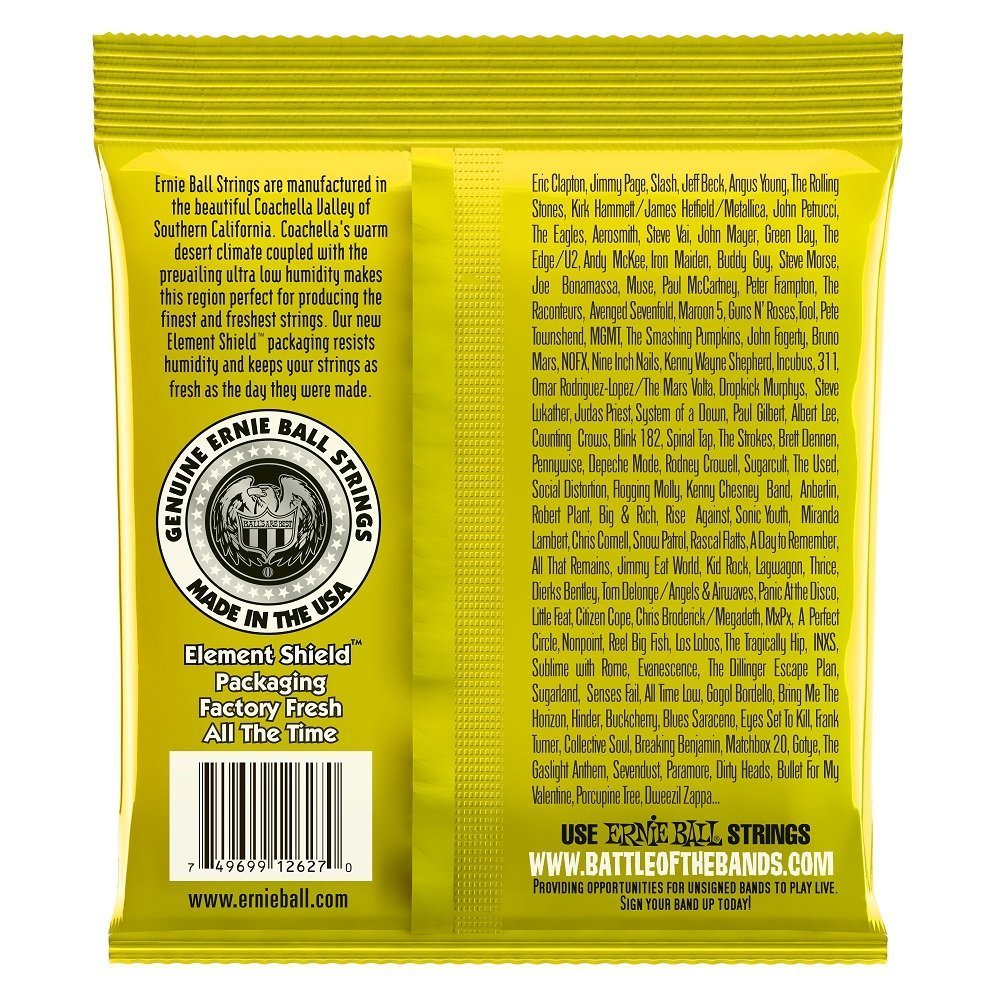 Ernie Ball Strings are manufactured in
the beautiful Coachella Valley of
Southern California. Coachella's warm
desert climate coupled with the
prevailing ultra low humidity makes
this region perfect for producing the
finest and freshest strings. Our new
Element Shield™ packaging resists
humidity and keeps your strings as
fresh as the day they were made.
GENUINE ERNIE BALL STRINGS
BALLS ARE BEST
MADE IN THE USA
Element Shield™
Packaging
Factory Fresh
All The Time
7 49699 12627 0
www.ernieball.com
Eric Clapton, Jimmy Page, Slash, Jeff Beck, Angus Young, The Rolling
Stones, Kirk Hammett/James Hetfield/Metallica, John Petrucci,
The Eagles, Aerosmith, Steve Vai, John Mayer, Green Day, The
Edge/U2, Andy McKee, Iron Maiden, Buddy Guy, Steve Morse,
Joe Bonamassa, Muse, Paul McCartney, Peter Frampton, The
Raconteurs, Avenged Sevenfold, Maroon 5, Guns N' Roses, Tool, Pete
Townshend, MGMT, The Smashing Pumpkins, John Fogerty, Bruno
Mars, NOFX, Nine Inch Nails, Kenny Wayne Shepherd, Incubus, 311,
Omar Rodriguez-Lopez/The Mars Volta, Dropkick Murphys, Steve
Lukather, Judas Priest, System of a Down, Paul Gilbert, Albert Lee,
Counting Crows, Blink 182, Spinal Tap, The Strokes, Brett Dennen,
Pennywise, Depeche Mode, Rodney Crowell, Sugarcult, The Used,
Social Distortion, Flogging Molly, Kenny Chesney Band, Anberlin,
Robert Plant, Big & Rich, Rise Against, Sonic Youth, Miranda
Lambert, Chris Cornell, Snow Patrol, Rascal Flatts, A Day to Remember,
All That Remains, Jimmy Eat World, Kid Rock, Lagwagon, Thrice,
Dierks Bentley, Tom Delonge/Angels & Airwaves, Panic At the Disco,
Little Feat, Citizen Cope, Chris Broderick/Megadeth, MxPx, A Perfect
Circle, Nonpoint, Reel Big Fish, Los Lobos, The Tragically Hip, INXS,
Sublime with Rome, Evanescence, The Dillinger Escape Plan,
Sugarland, Senses Fail, All Time Low, Gogol Bordello, Bring Me The
Horizon, Hinder, Buckcherry, Blues Saraceno, Eyes Set To Kill, Frank
Turner, Collective Soul, Breaking Benjamin, Matchbox 20, Gotye, The
Gaslight Anthem, Sevendust, Paramore, Dirty Heads, Bullet For My
Valentine, Porcupine Tree, Dweezil Zappa...
USE ERNIE BALL® STRINGS
WWW.BATTLEOFTHEBANDS.COM
PROVIDING OPPORTUNITIES FOR UNSIGNED BANDS TO PLAY LIVE.
SIGN YOUR BAND UP TODAY!